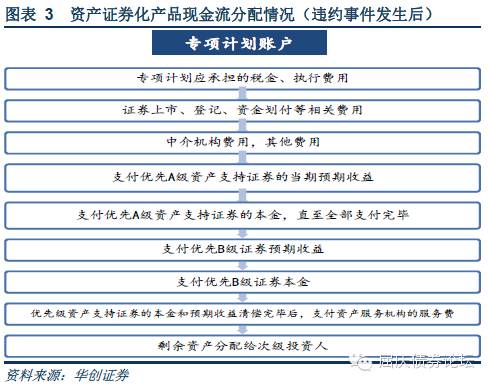 图表 3 资产证券化产品现金流分配情况（违约事件发生后）
专项计划账户
专项计划应承担的税金、执行费用
证券上市、登记、资金划付等相关费用
中介机构费用，其他费用
支付优先A级资产支持证券的当期预期收益
支付优先A级资产支持证券的本金，直至全部支付完毕
支付优先B级证券预期收益
支付优先B级证券本金
优先级资产支持证券的本金和预期收益清偿完毕后，支付资产服务机构的服务费
剩余资产分配给次级投资人
资料来源：华创证券
屈庆债券论坛